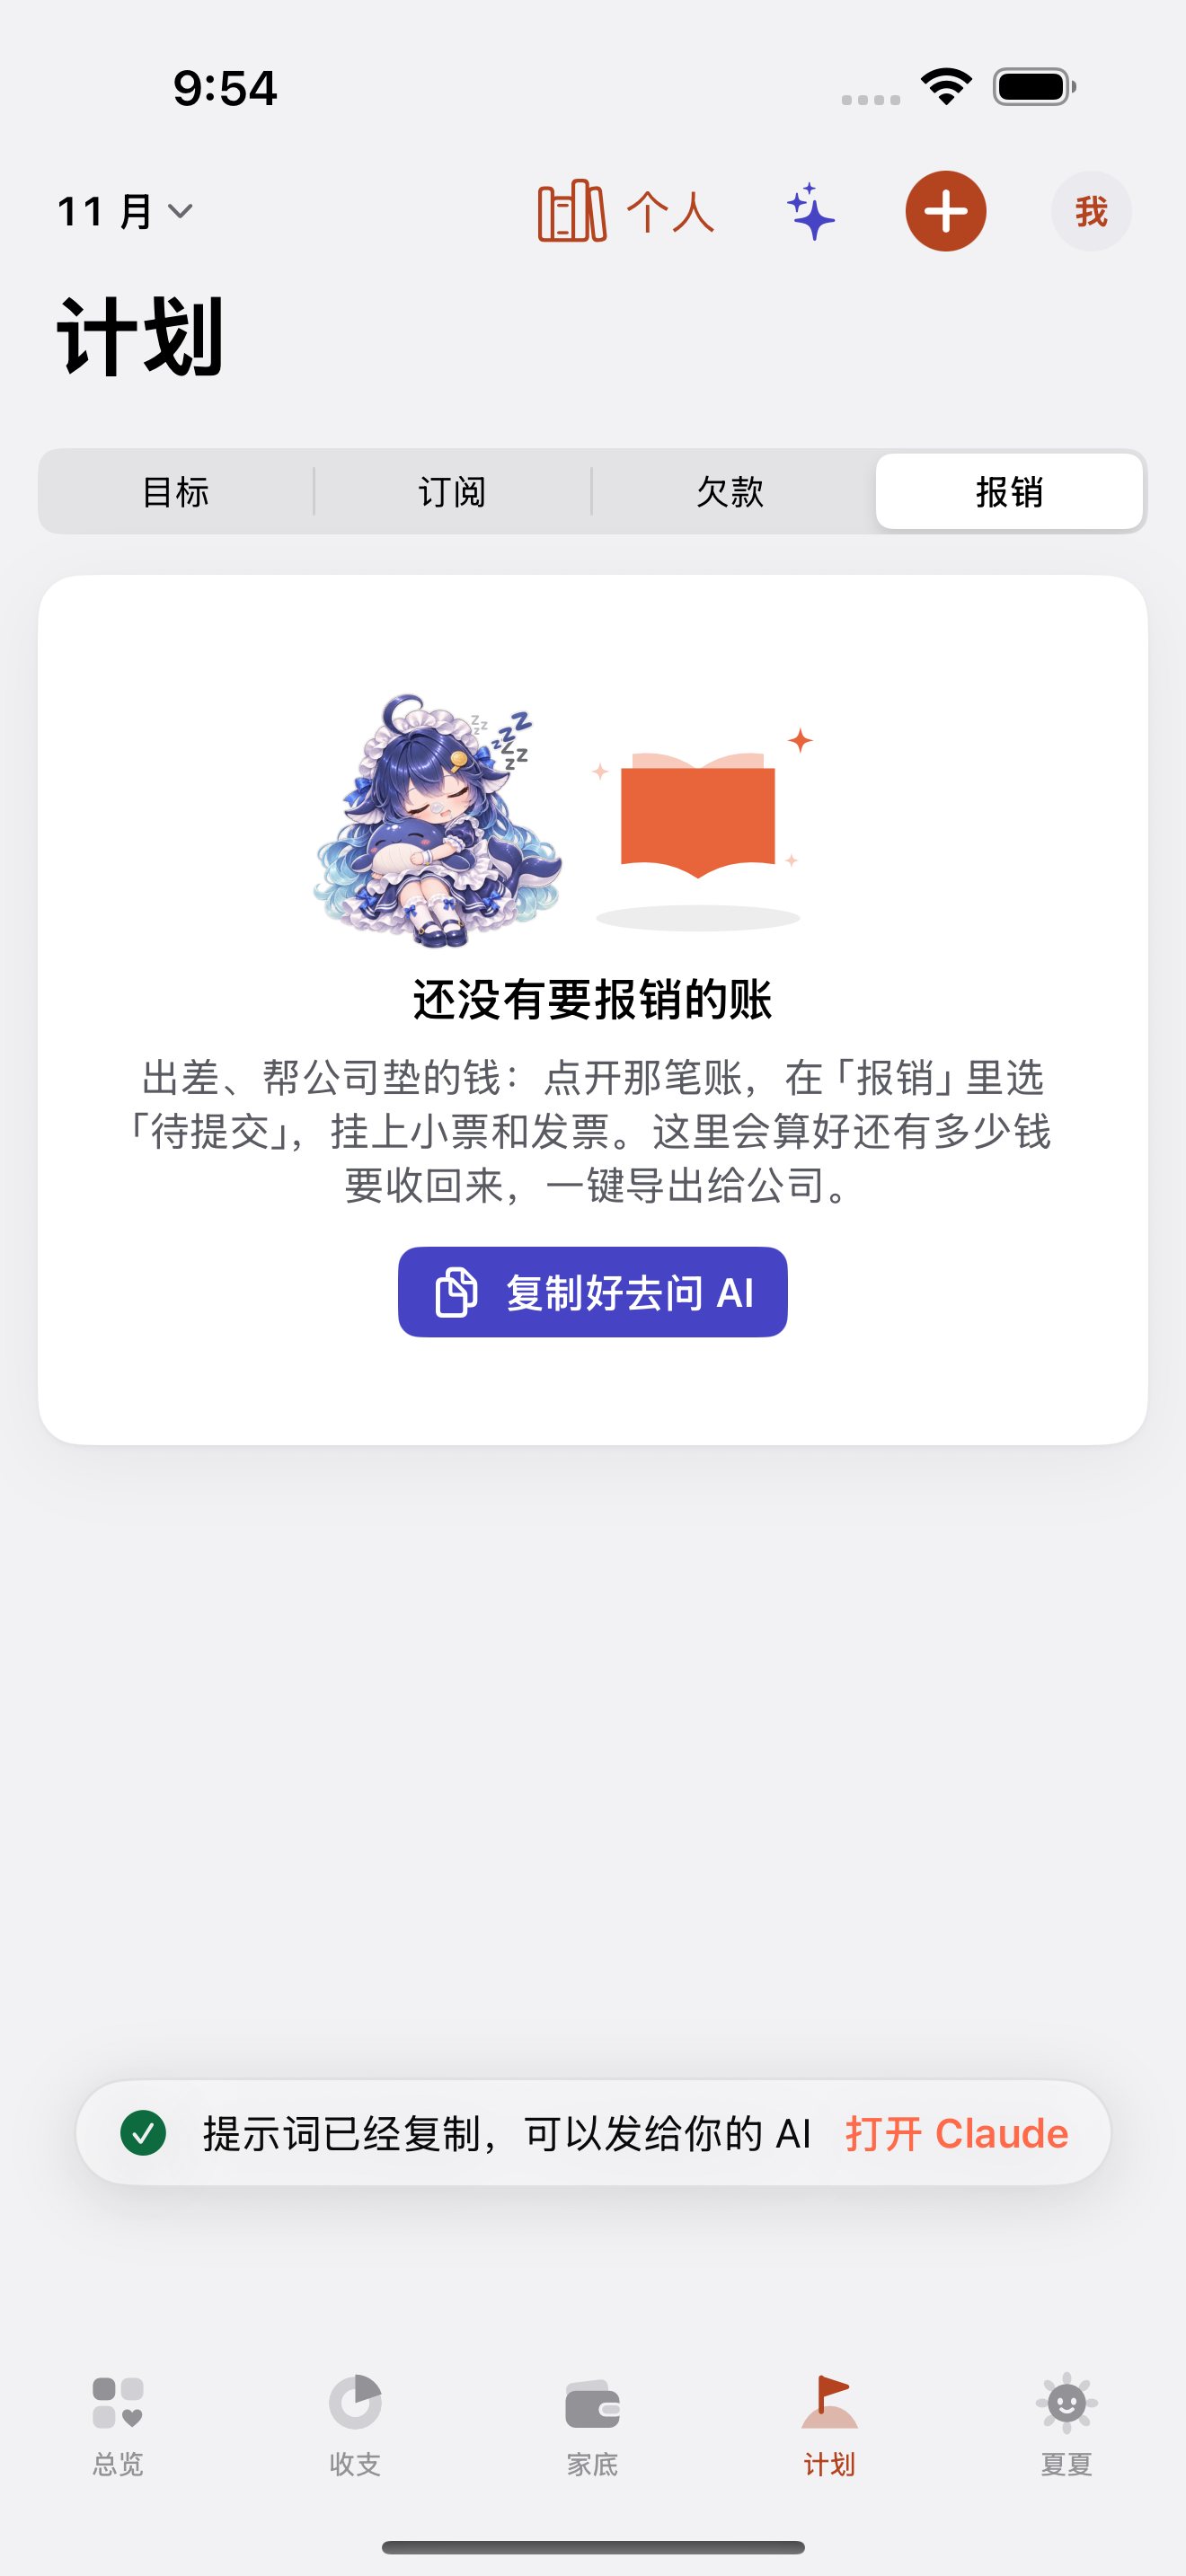 9:54
11 月
个人
我
计划
目标
订阅
欠款
报销
还没有要报销的账
出差、帮公司垫的钱：点开那笔账，在「报销」里选
「待提交」，挂上小票和发票。这里会算好还有多少钱
要收回来，一键导出给公司。
复制好去问 AI
提示词已经复制，可以发给你的 AI
打开 Claude
总览
收支
家底
计划
夏夏